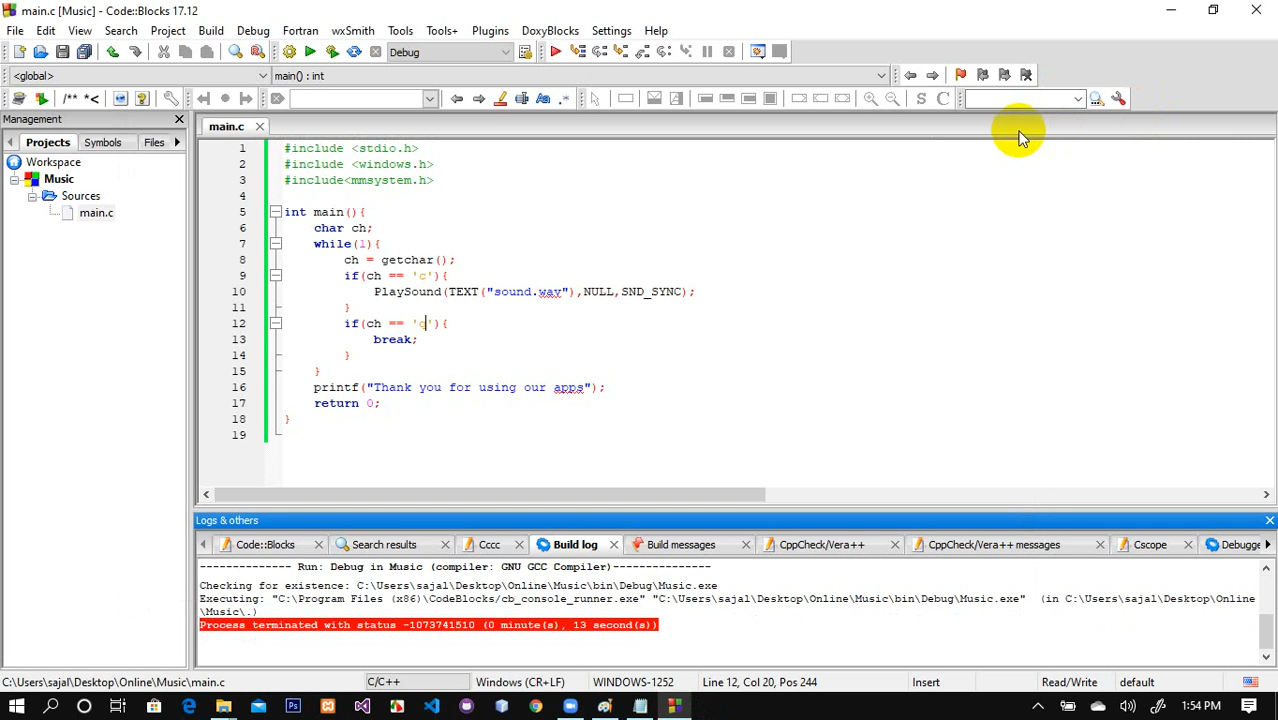 main.c [Music] - Code::Blocks 17.12
File Edit View Search Project Build Debug Fortran wxSmith Tools Tools+ Plugins DoxyBlocks Settings Help
Debug
<global> main() : int
/** *< .* S C
Management
main.c
Projects Symbols Files
Workspace
Music
Sources
main.c
1 #include <stdio.h>
2 #include <windows.h>
3 #include<mmsystem.h>
4
5 int main(){
6 char ch;
7 while(1){
8 ch = getchar();
9 if(ch == 'c'){
10 PlaySound(TEXT("sound.wav"),NULL,SND_SYNC);
11 }
12 if(ch == 'q'){
13 break;
14 }
15 }
16 printf("Thank you for using our apps");
17 return 0;
18 }
19
Logs & others
Code::Blocks Search results Cccc Build log Build messages CppCheck/Vera++ CppCheck/Vera++ messages Cscope Debugge
-------------- Run: Debug in Music (compiler: GNU GCC Compiler)---------------
Checking for existence: C:\Users\sajal\Desktop\Online\Music\bin\Debug\Music.exe
Executing: "C:\Program Files (x86)\CodeBlocks/cb_console_runner.exe" "C:\Users\sajal\Desktop\Online\Music\bin\Debug\Music.exe" (in C:\Users\sajal\Desktop\Online
\Music\.)
Process terminated with status -1073741510 (0 minute(s), 13 second(s))
C:\Users\sajal\Desktop\Online\Music\main.c C/C++ Windows (CR+LF) WINDOWS-1252 Line 12, Col 20, Pos 244 Insert Read/Write default
1:54 PM